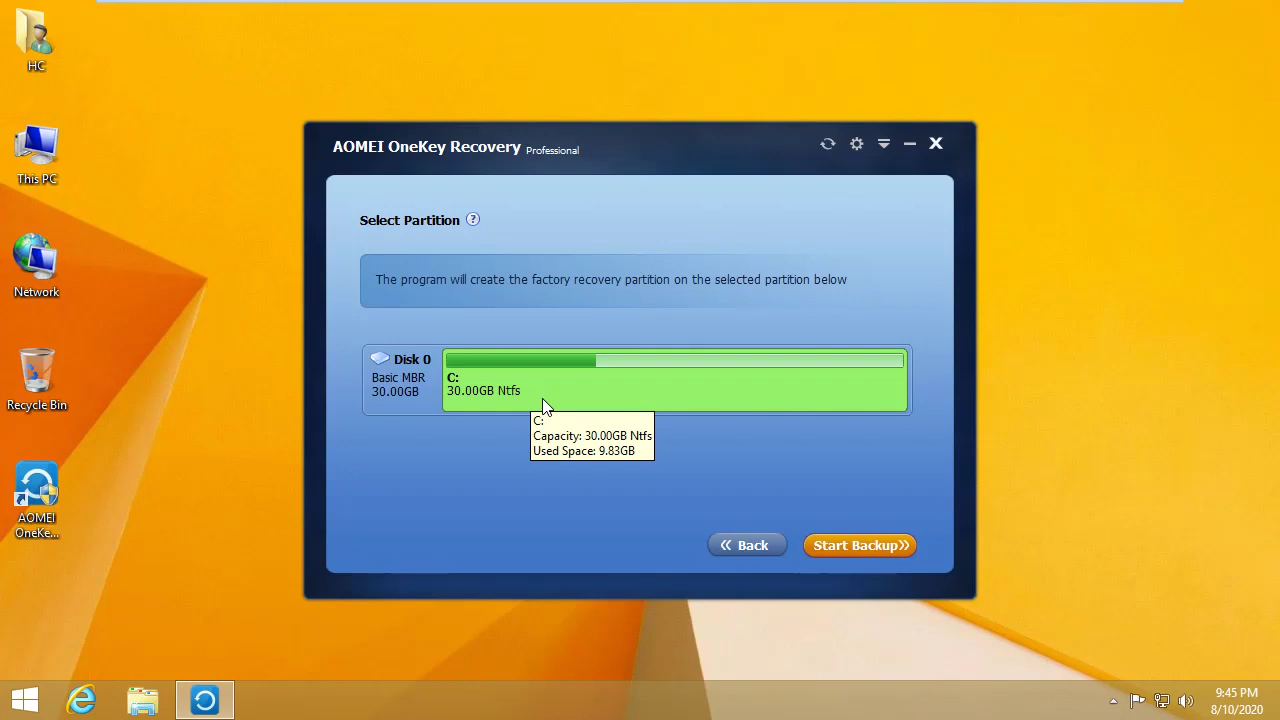 HC
This PC
Network
Recycle Bin
AOMEI
OneKe...
AOMEI OneKey Recovery Professional
Select Partition ?
The program will create the factory recovery partition on the selected partition below
Disk 0
Basic MBR
30.00GB
C:
30.00GB Ntfs
C:
Capacity: 30.00GB Ntfs
Used Space: 9.83GB
« Back
Start Backup»
9:45 PM
8/10/2020